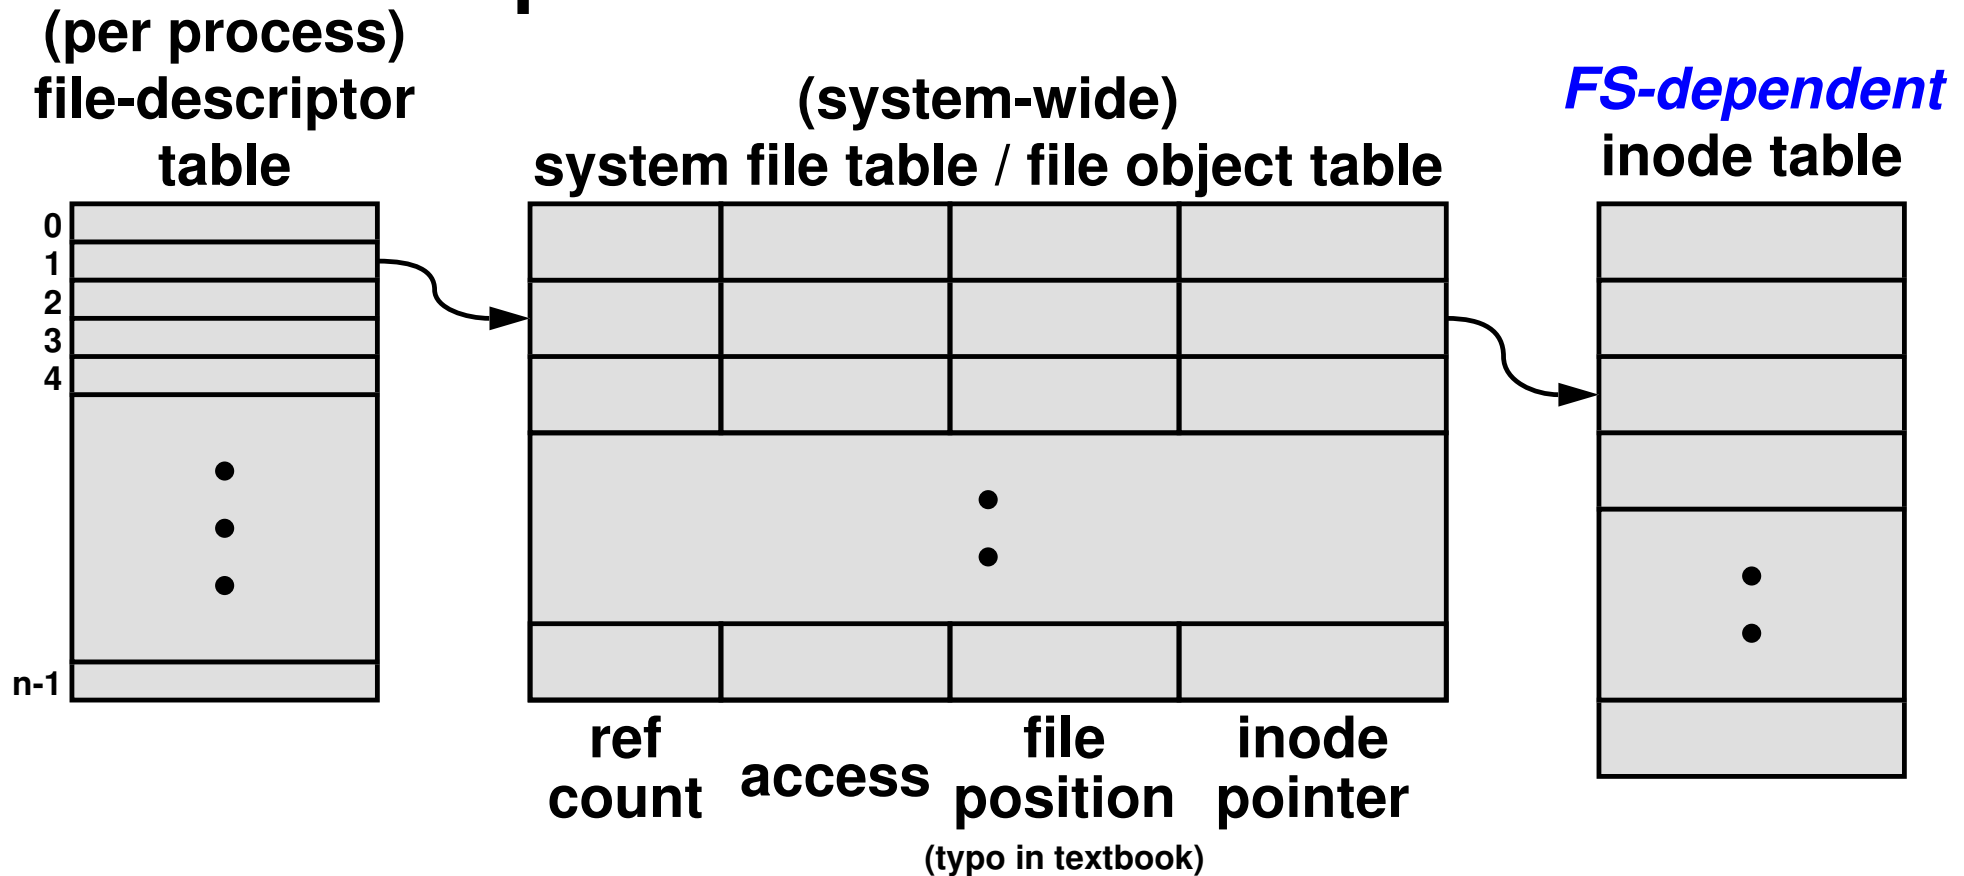 (per process)
file-descriptor
table
(system-wide)
system file table / file object table
FS-dependent
inode table
0
1
2
3
4
n-1
ref
count
access
file
position
inode
pointer
(typo in textbook)